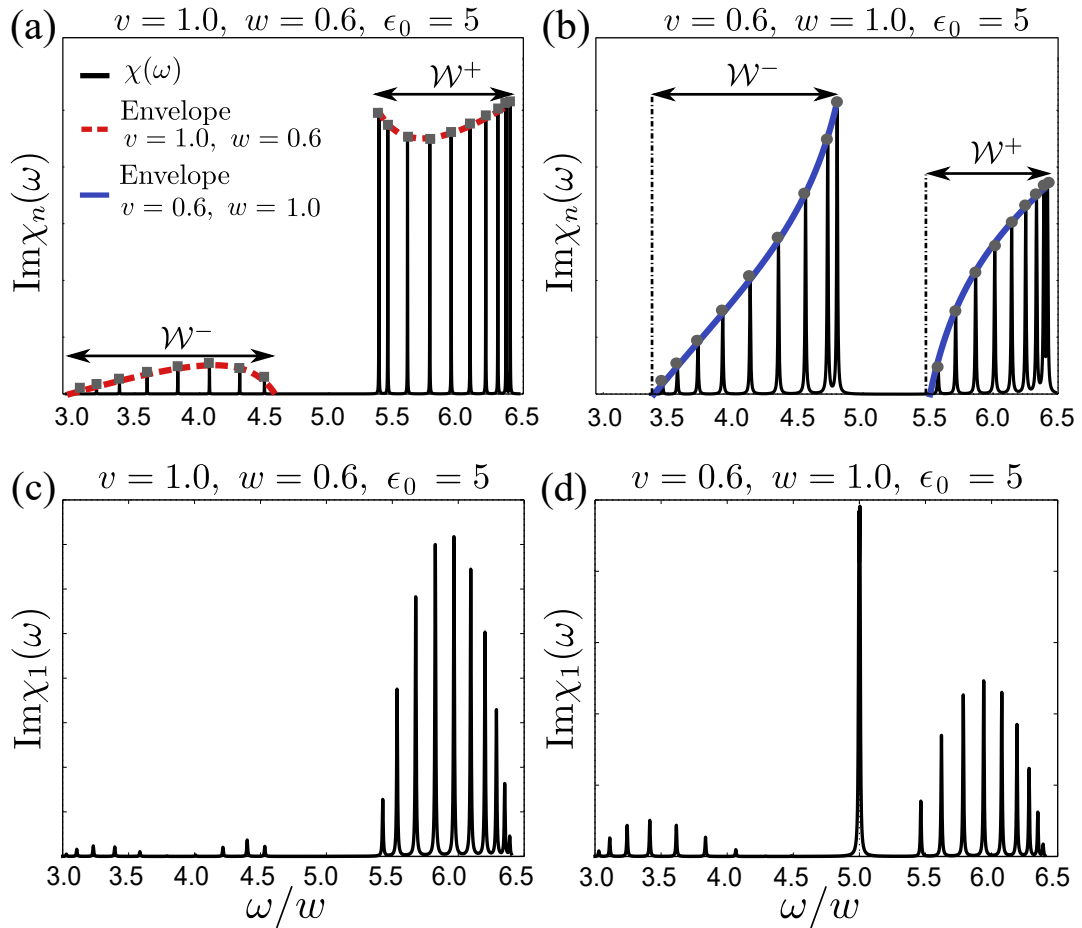 (a) v = 1.0, w = 0.6, ϵ₀ = 5
Imχₙ(ω)
χ(ω)
Envelope
v = 1.0, w = 0.6
Envelope
v = 0.6, w = 1.0
𝒲⁺
𝒲⁻
3.0 3.5 4.0 4.5 5.0 5.5 6.0 6.5
(b) v = 0.6, w = 1.0, ϵ₀ = 5
Imχₙ(ω)
𝒲⁻
𝒲⁺
3.0 3.5 4.0 4.5 5.0 5.5 6.0 6.5
(c) v = 1.0, w = 0.6, ϵ₀ = 5
Imχ₁(ω)
3.0 3.5 4.0 4.5 5.0 5.5 6.0 6.5
ω/w
(d) v = 0.6, w = 1.0, ϵ₀ = 5
Imχ₁(ω)
3.0 3.5 4.0 4.5 5.0 5.5 6.0 6.5
ω/w